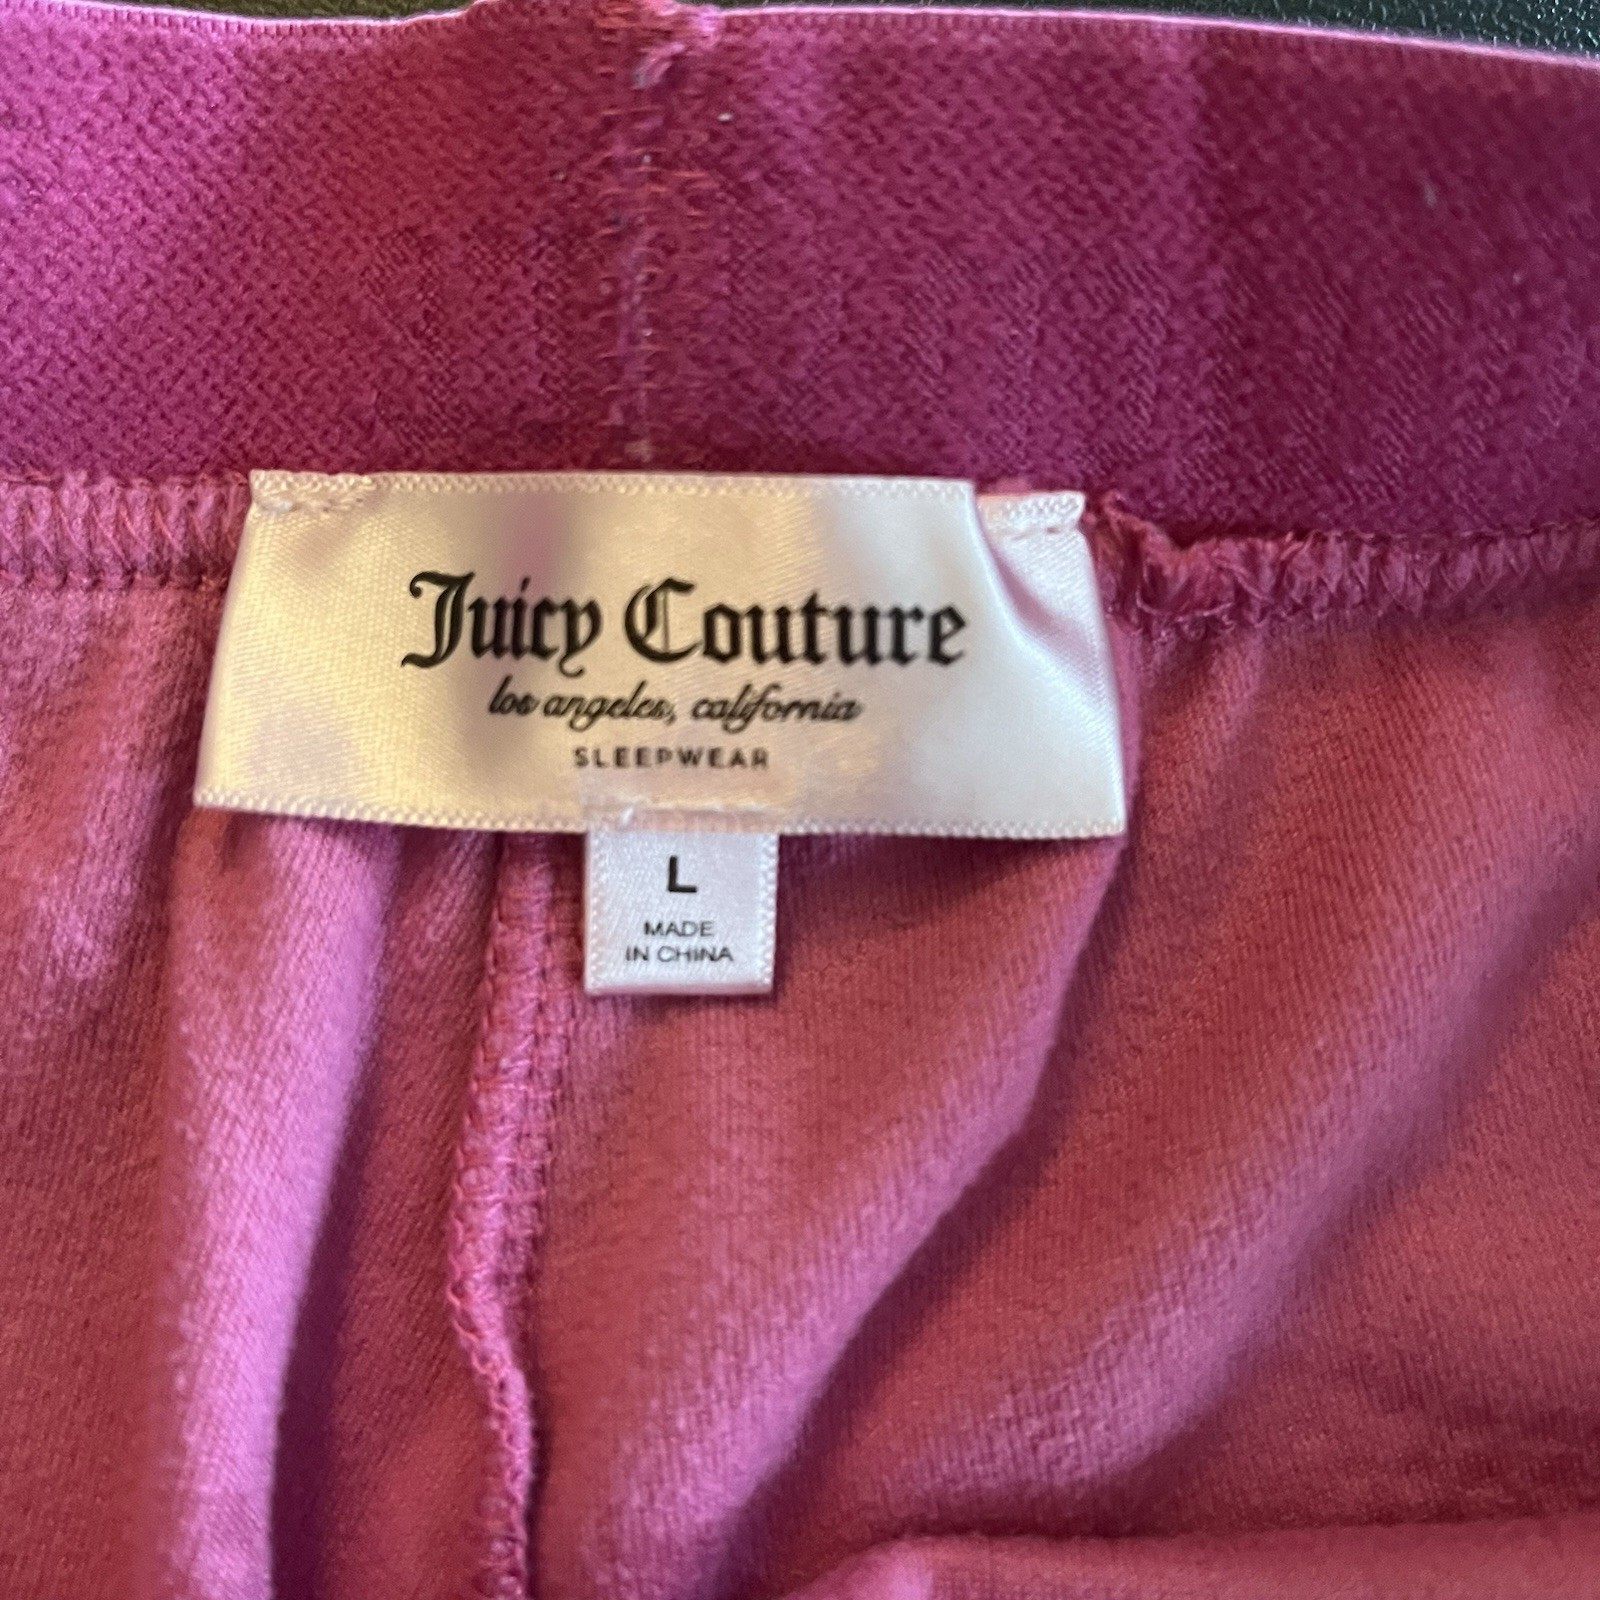 Juicy Couture
los angeles, california
SLEEPWEAR
L
MADE
IN CHINA